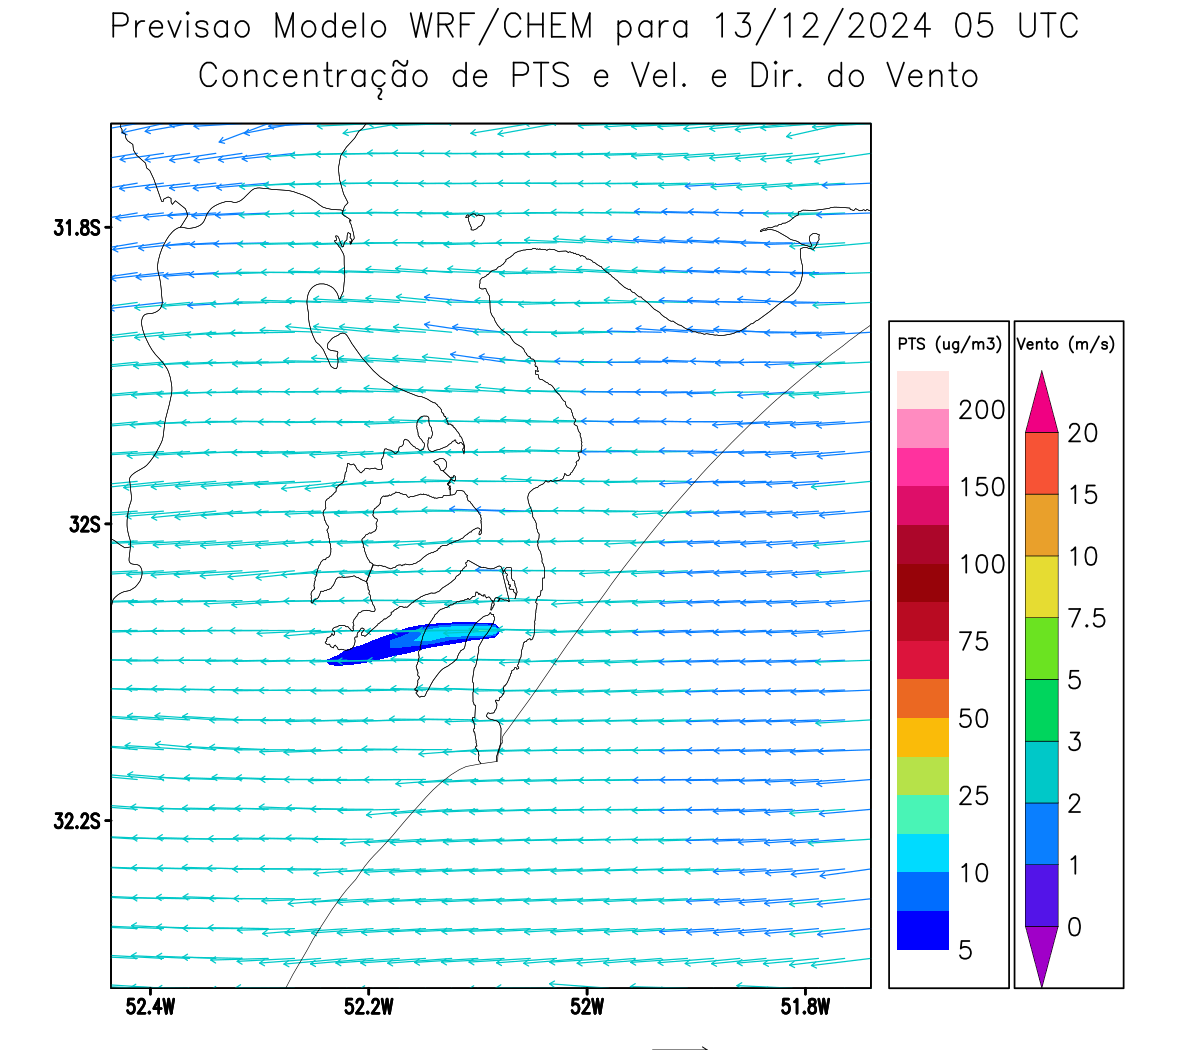 Previsao Modelo WRF/CHEM para 13/12/2024 05 UTC
Concentração de PTS e Vel. e Dir. do Vento
31.8S
32S
32.2S
52.4W 52.2W 52W 51.8W
PTS (ug/m3)
200
150
100
75
50
25
10
5
Vento (m/s)
20
15
10
7.5
5
3
2
1
0